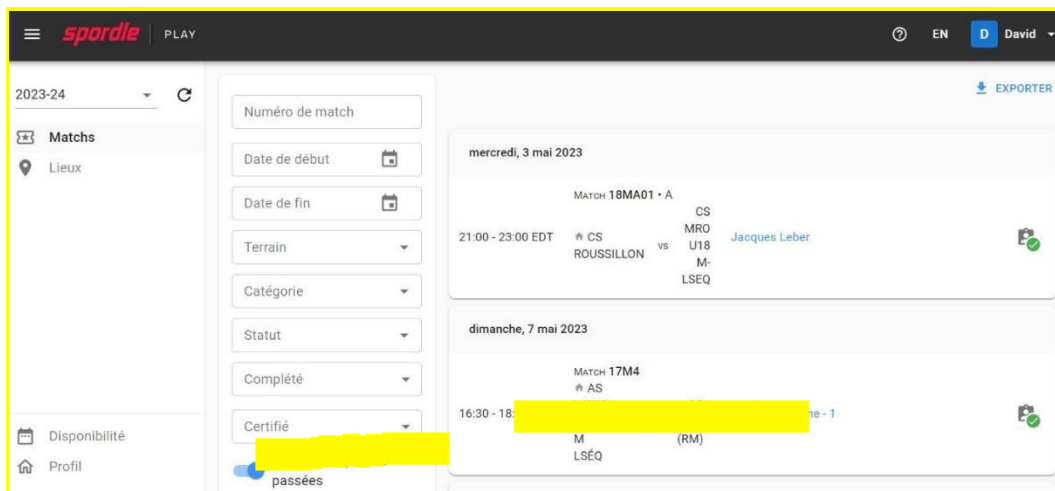 spordle PLAY EN D David
2023-24
Matchs
Lieux
Disponibilité
Profil
Numéro de match
Date de début
Date de fin
Terrain
Catégorie
Statut
Complété
Certifié
passées
EXPORTER
mercredi, 3 mai 2023
MATCH 18MA01 • A
21:00 - 23:00 EDT
CS
ROUSSILLON
vs
CS
MRO
U18
M-
LSEQ
Jacques Leber
dimanche, 7 mai 2023
MATCH 17M4
AS
16:30 - 18:
M
LSÉQ
(RM)
ne - 1